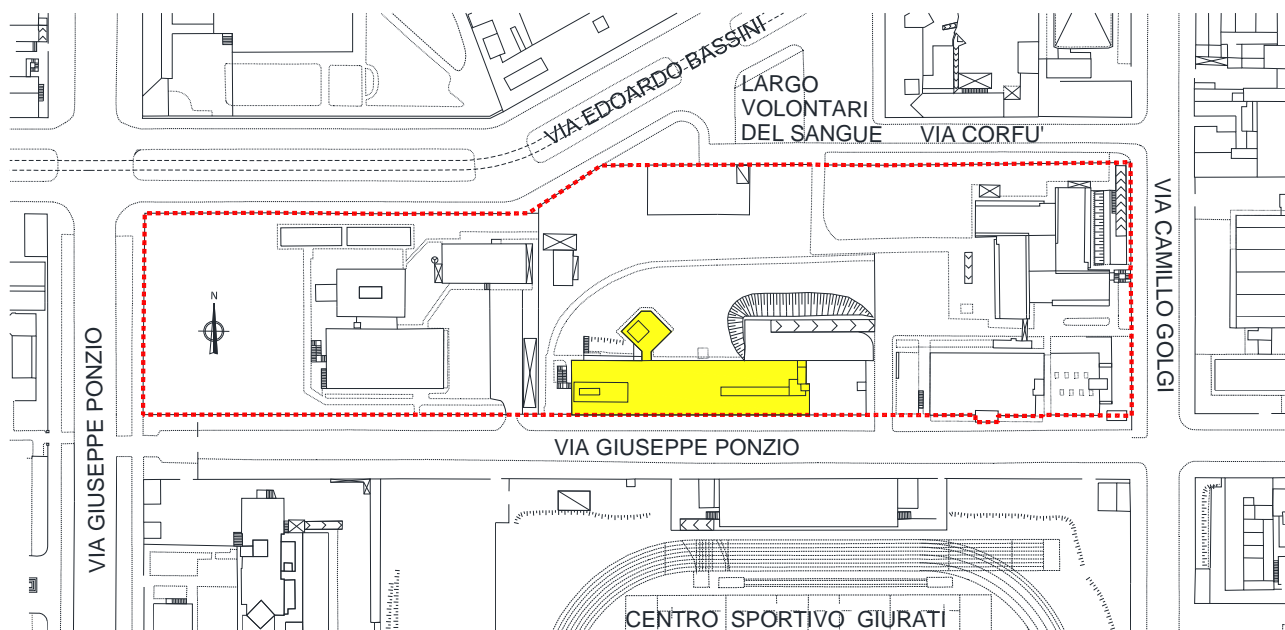 VIA EDOARDO BASSINI
LARGO
VOLONTARI
DEL SANGUE
VIA CORFU'
VIA CAMILLO GOLGI
N
VIA GIUSEPPE PONZIO
VIA GIUSEPPE PONZIO
CENTRO SPORTIVO GIURATI